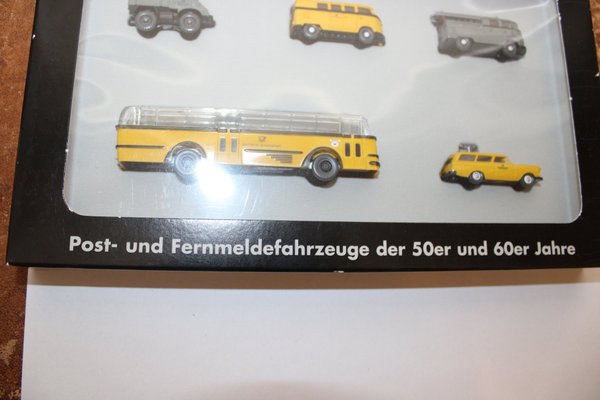 Post- und Fernmeldefahrzeuge der 50er und 60er Jahre